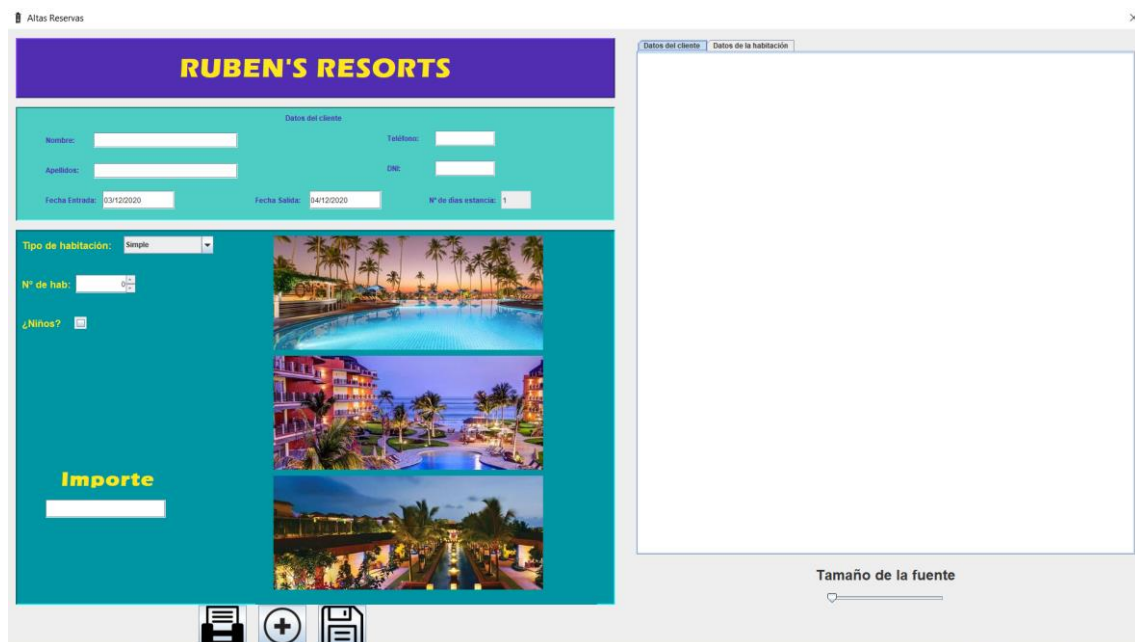 Altas Reservas
RUBEN'S RESORTS
Datos del cliente
Nombre:
Teléfono:
Apellidos:
DNI:
Fecha Entrada: 03/12/2020
Fecha Salida: 04/12/2020
Nº de días estancia: 1
Tipo de habitación: Simple
Nº de hab: 0
¿Niños?
Importe
Datos del cliente
Datos de la habitación
Tamaño de la fuente